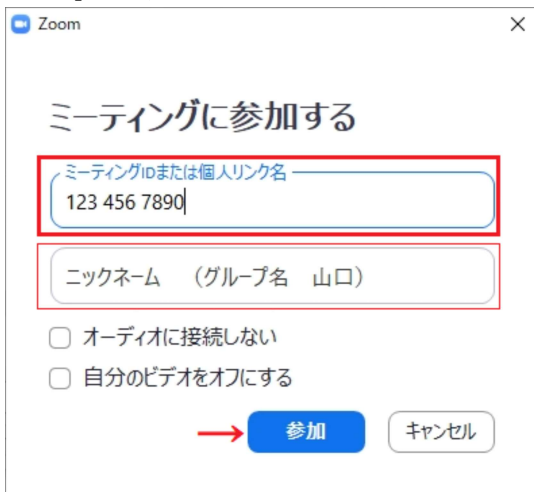 Zoom
ミーティングに参加する
ミーティングIDまたは個人リンク名
123 456 7890
ニックネーム　（グループ名　山口）
オーディオに接続しない
自分のビデオをオフにする
参加 キャンセル